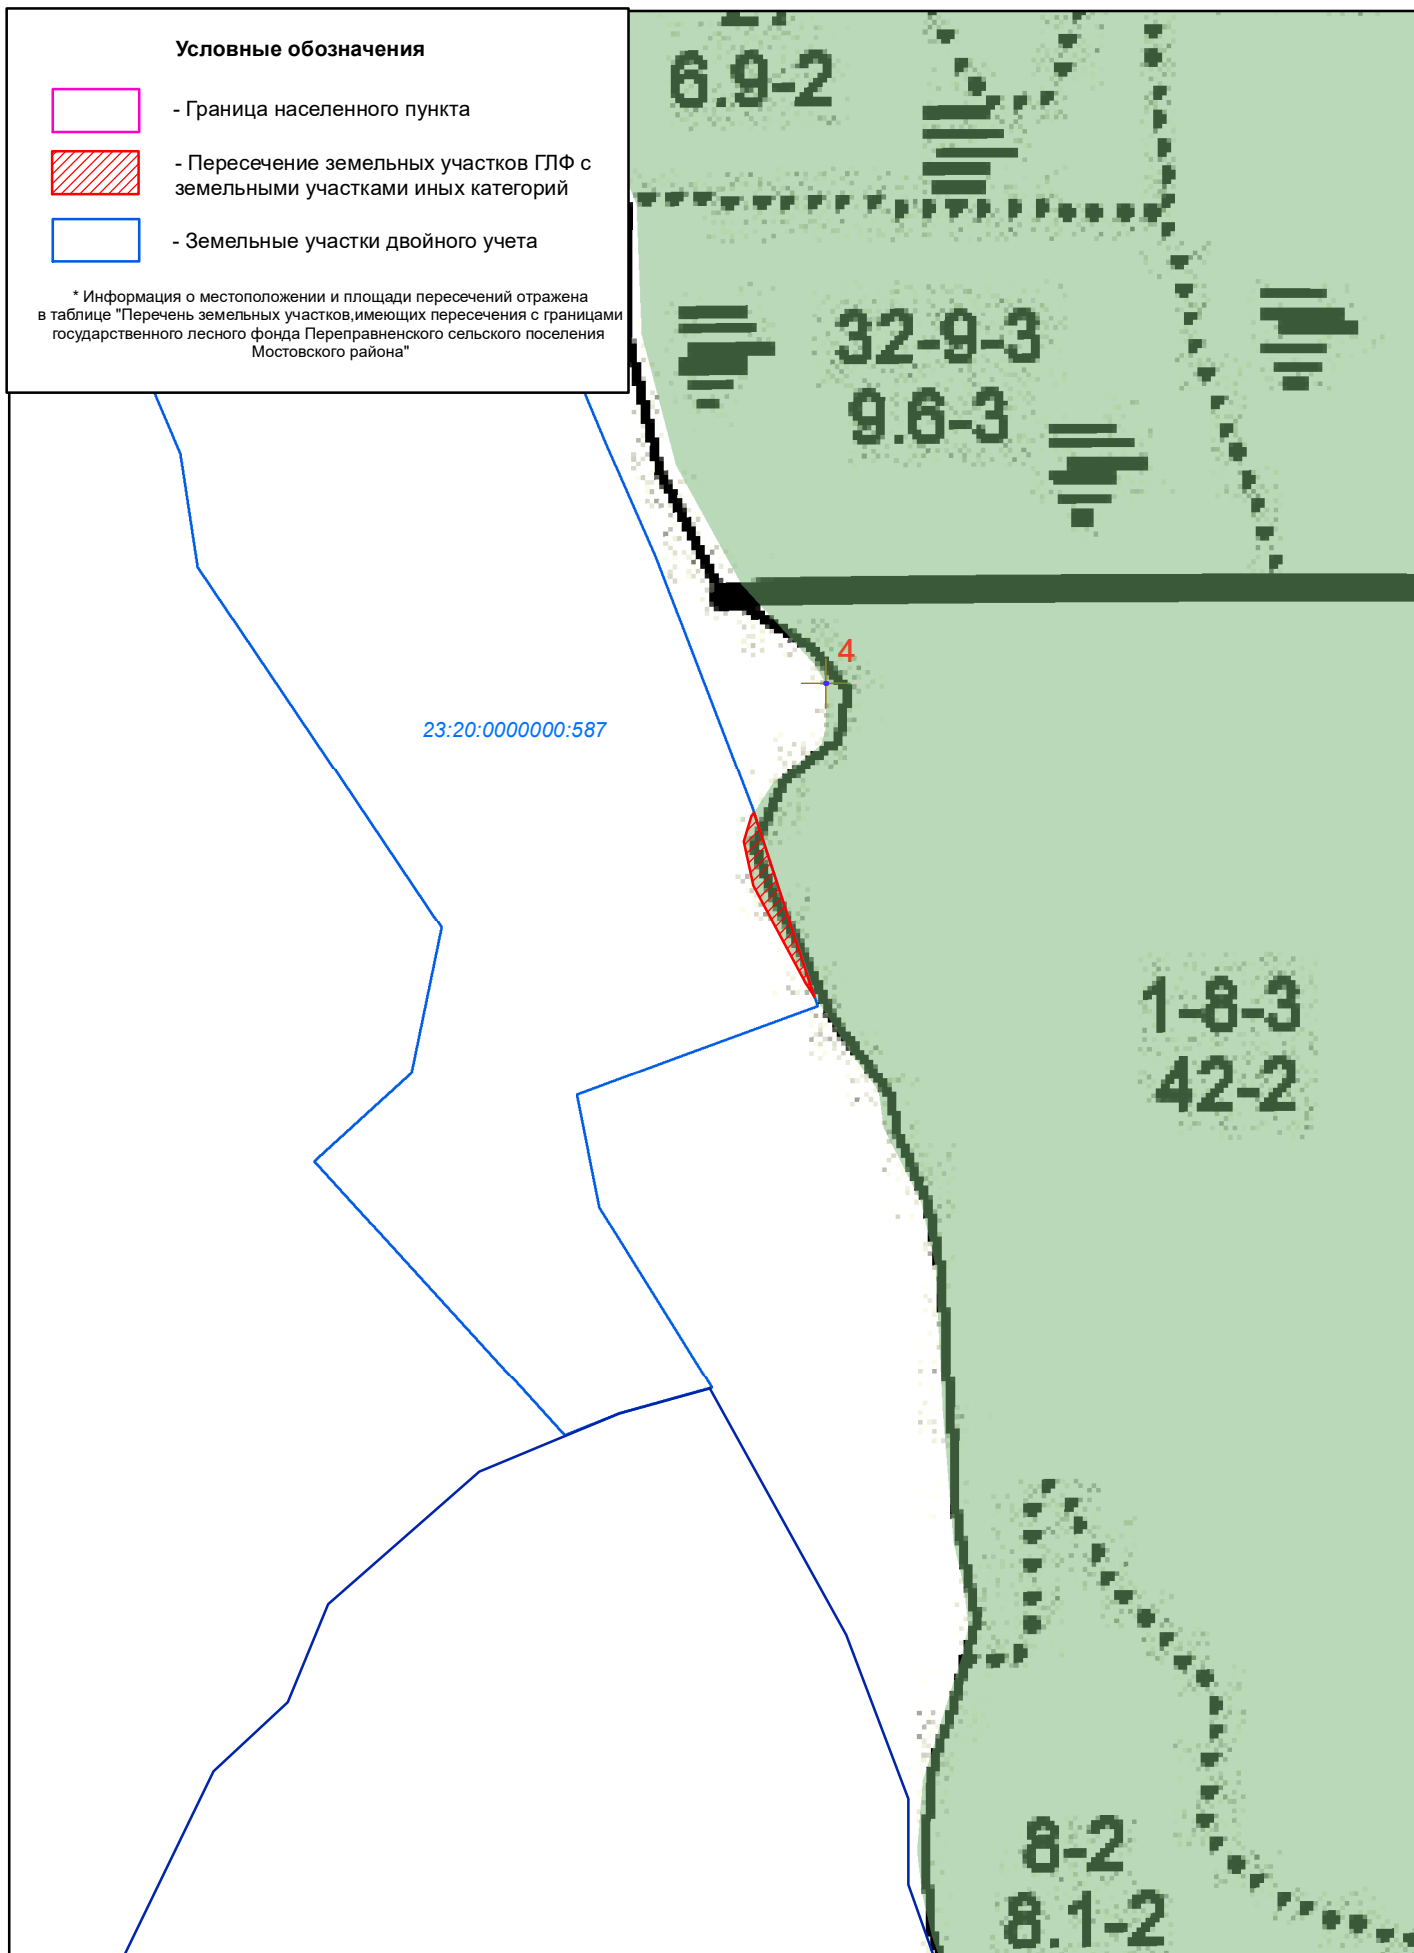 Условные обозначения
- Граница населенного пункта
- Пересечение земельных участков ГЛФ с
земельными участками иных категорий
- Земельные участки двойного учета
* Информация о местоположении и площади пересечений отражена
в таблице "Перечень земельных участков,имеющих пересечения с границами
государственного лесного фонда Переправненского сельского поселения
Мостовского района"
6.9-2
32-9-3
9.6-3
4
23:20:0000000:587
1-8-3
42-2
8-2
8.1-2